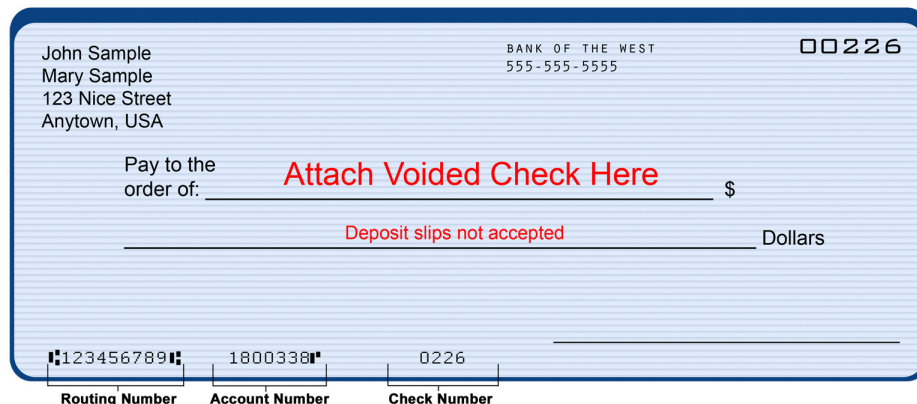 John Sample
Mary Sample
123 Nice Street
Anytown, USA
BANK OF THE WEST
555-555-5555
00226
Pay to the
order of:
Attach Voided Check Here
$
Deposit slips not accepted
Dollars
⑆123456789⑆ 1800338⑈ 0226
Routing Number Account Number Check Number